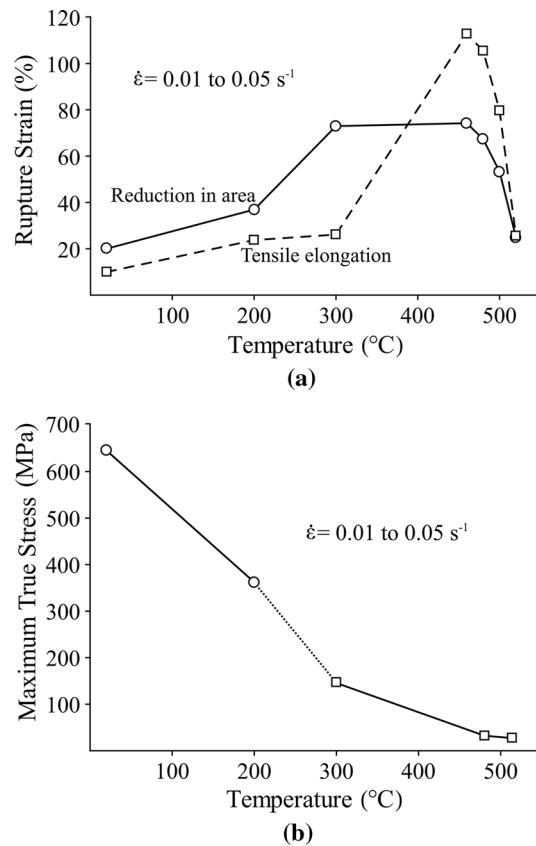 120
100
80
60
40
20
Rupture Strain (%)
ε̇= 0.01 to 0.05 s⁻¹
Reduction in area
Tensile elongation
100 200 300 400 500
Temperature (°C)
(a)
700
600
500
400
300
200
100
Maximum True Stress (MPa)
ε̇= 0.01 to 0.05 s⁻¹
100 200 300 400 500
Temperature (°C)
(b)